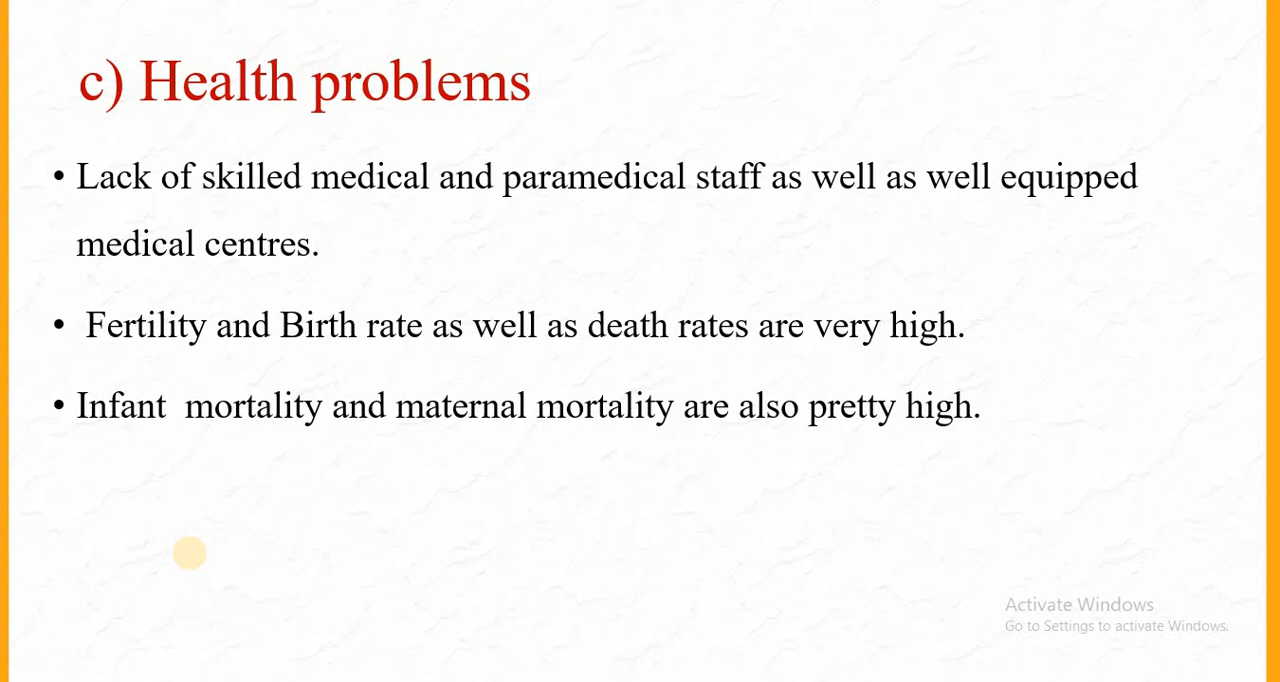 c) Health problems
• Lack of skilled medical and paramedical staff as well as well equipped
medical centres.
• Fertility and Birth rate as well as death rates are very high.
• Infant  mortality and maternal mortality are also pretty high.
Activate Windows
Go to Settings to activate Windows.